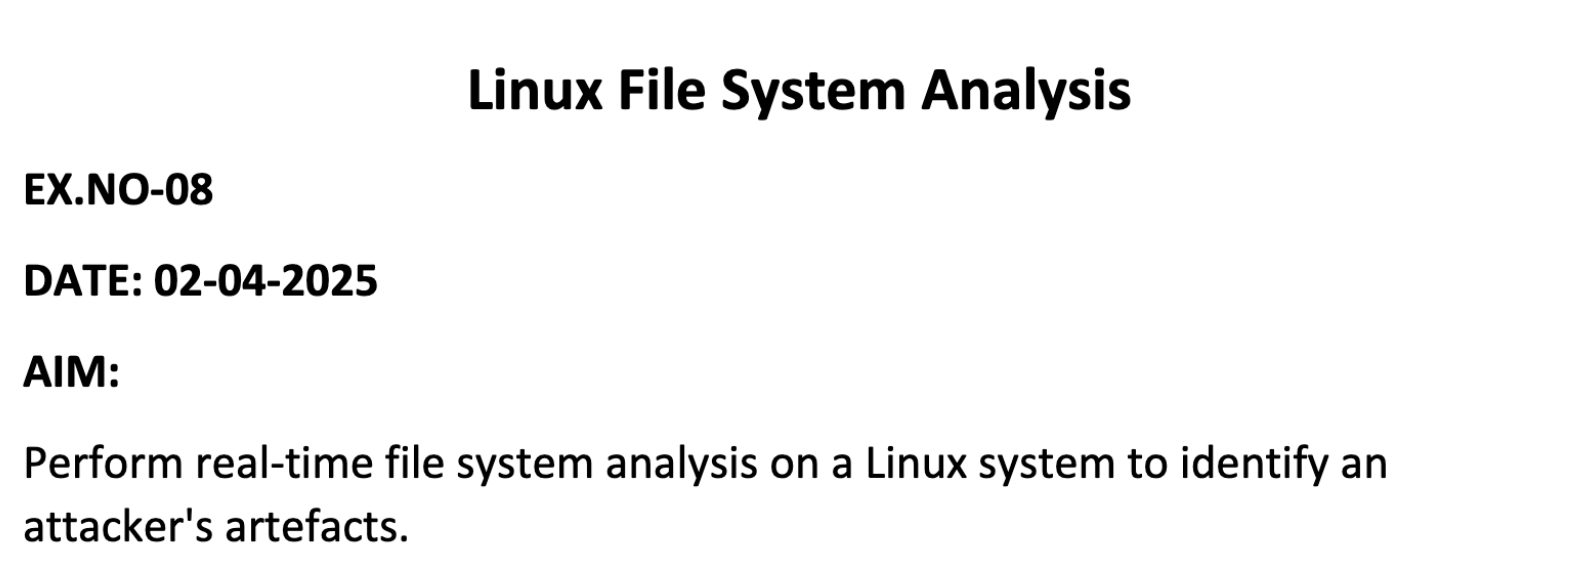 Linux File System Analysis
EX.NO-08
DATE: 02-04-2025
AIM:
Perform real-time file system analysis on a Linux system to identify an
attacker's artefacts.